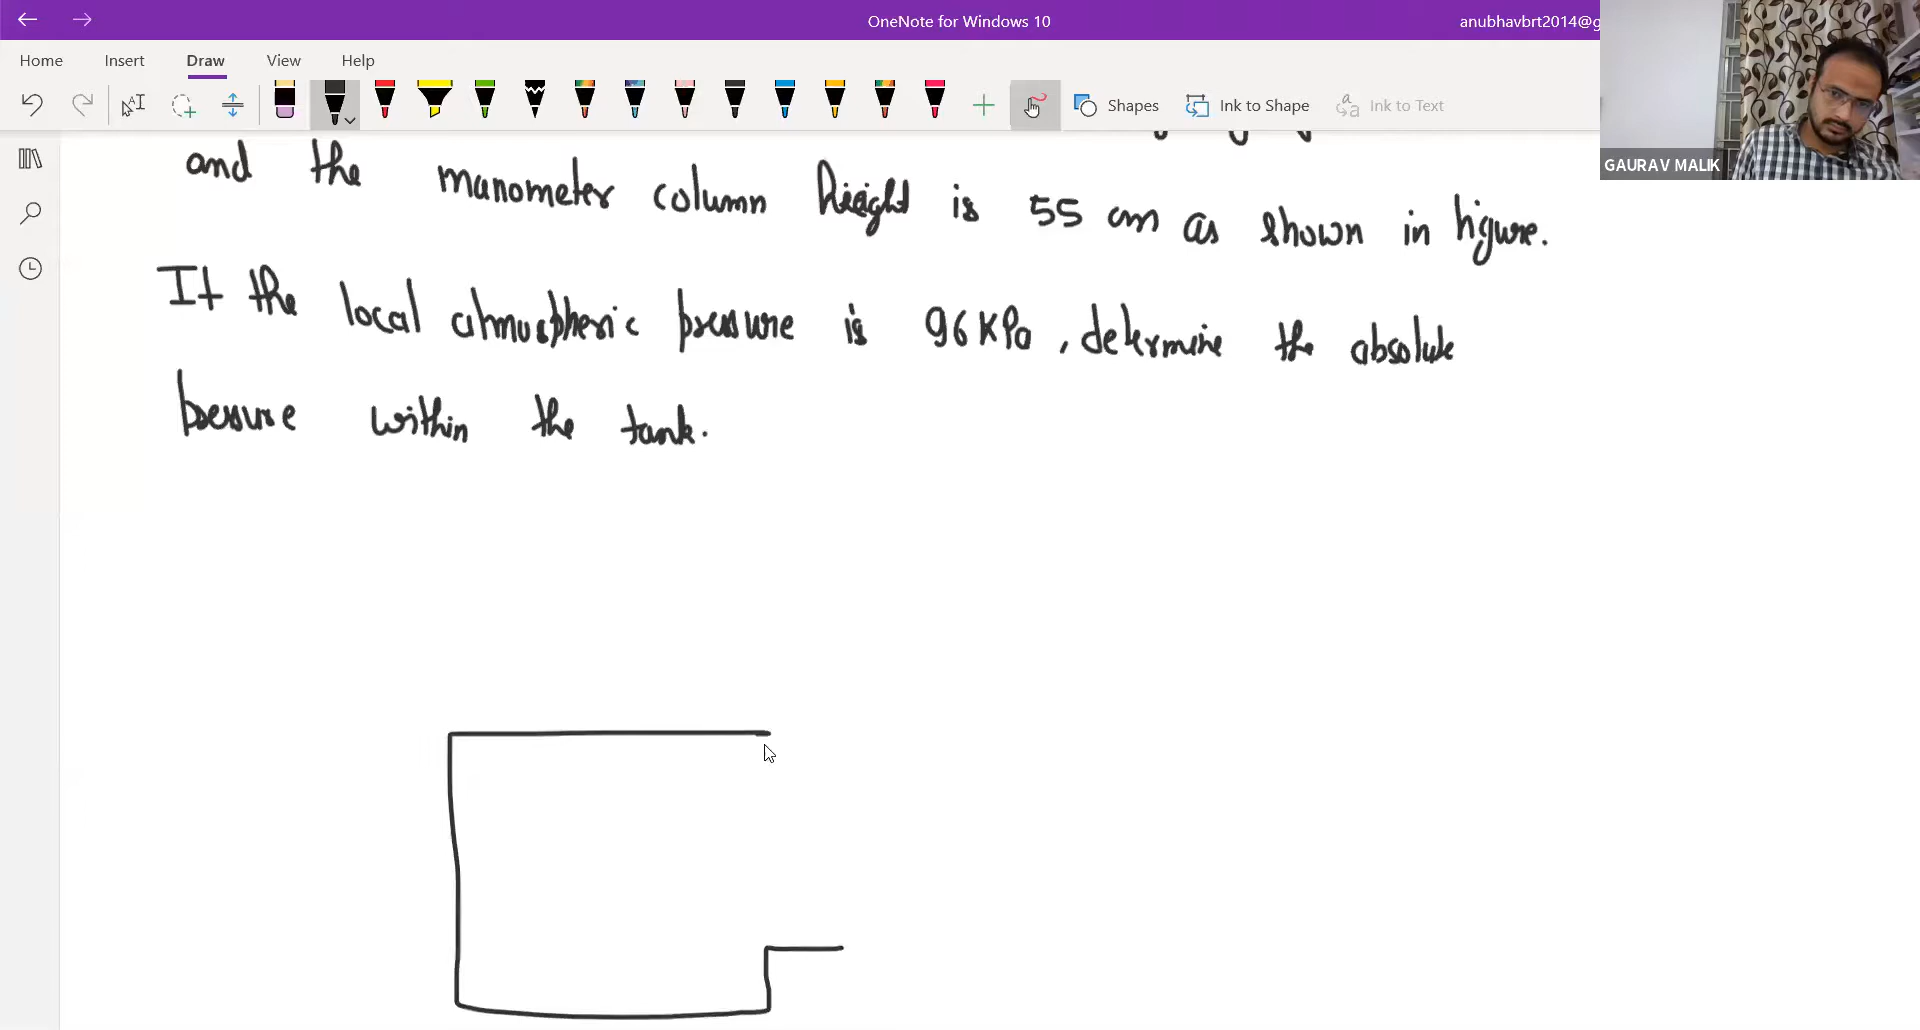 OneNote for Windows 10
anubhavbrt2014@g
Home Insert Draw View Help
Shapes Ink to Shape Ink to Text
GAURAV MALIK
and the manometer column height is 55 cm as shown in figure.
If the local atmospheric pressure is 96 KPa, determine the absolute
pressure within the tank.